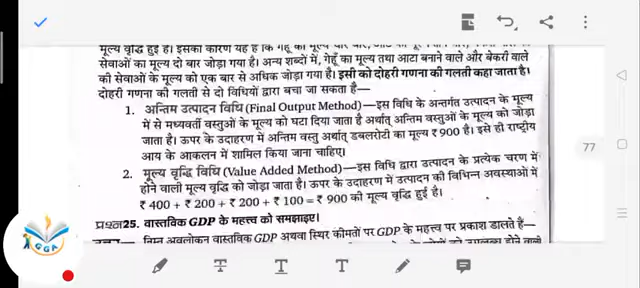 मूल्य वृद्धि हुई है। इसका कारण यह है कि गेहूं का मूल्य चार बार, आटे का
सेवाओं का मूल्य दो बार जोड़ा गया है। अन्य शब्दों में, गेहूँ का मूल्य तथा आटा बनाने वाले और बेकरी वाले
की सेवाओं के मूल्य को एक बार से अधिक जोड़ा गया है। इसी को दोहरी गणना की गलती कहा जाता है।
दोहरी गणना की गलती से दो विधियों द्वारा बचा जा सकता है—
1. अन्तिम उत्पादन विधि (Final Output Method)—इस विधि के अन्तर्गत उत्पादन के मूल्य
में से मध्यवर्ती वस्तुओं के मूल्य को घटा दिया जाता है अर्थात् अन्तिम वस्तुओं के मूल्य को जोड़ा
जाता है। ऊपर के उदाहरण में अन्तिम वस्तु अर्थात् डबलरोटी का मूल्य ₹ 900 है। इसे ही राष्ट्रीय
आय के आकलन में शामिल किया जाना चाहिए।
77
2. मूल्य वृद्धि विधि (Value Added Method)—इस विधि द्वारा उत्पादन के प्रत्येक चरण में
होने वाली मूल्य वृद्धि को जोड़ा जाता है। ऊपर के उदाहरण में उत्पादन की विभिन्न अवस्थाओं में
₹ 400 + ₹ 200 + ₹ 200 + ₹ 100 = ₹ 900 की मूल्य वृद्धि हुई है।
प्रश्न25. वास्तविक GDP के महत्त्व को समझाइए।
निम्न अवलोकन वास्तविक GDP अथवा स्थिर कीमतों पर GDP के महत्त्व पर प्रकाश डालते हैं—
GGA